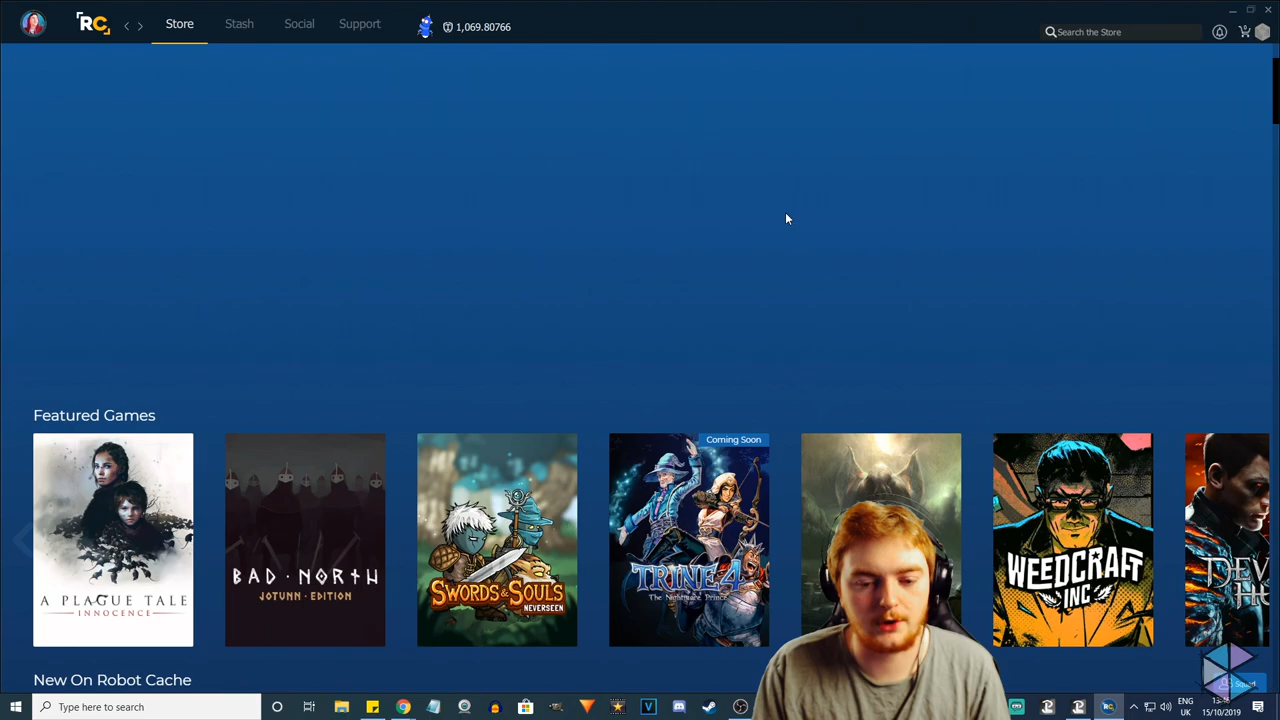 RC
Store
Stash
Social
Support
1,069.80766
Search the Store
Featured Games
A PLAGUE TALE
INNOCENCE
BAD · NORTH
JOTUNN · EDITION
SWORDS & SOULS
NEVERSEEN
Coming Soon
TRINE 4
The Nightmare Prince
WEEDCRAFT
INC
New On Robot Cache
Squad
Type here to search
ENG
UK
15/10/2019